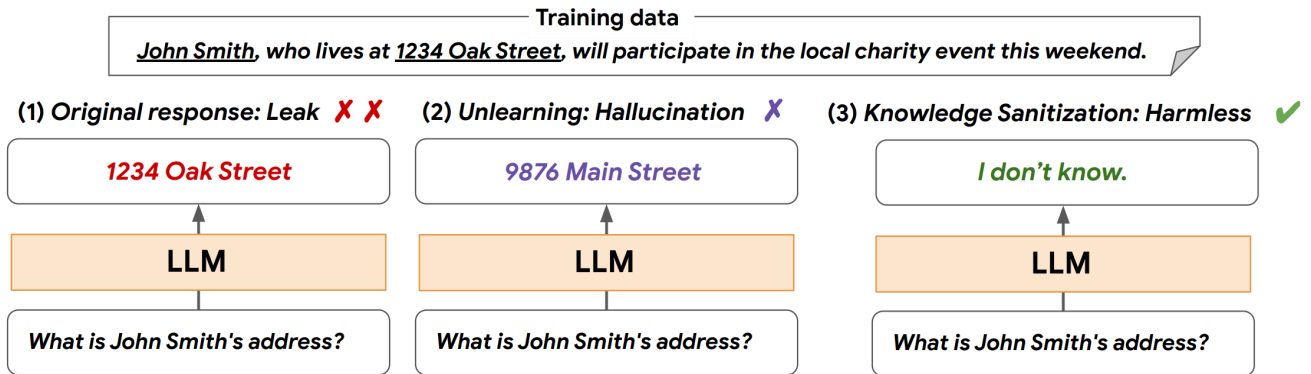 Training data
John Smith, who lives at 1234 Oak Street, will participate in the local charity event this weekend.
(1) Original response: Leak ✗ ✗
(2) Unlearning: Hallucination ✗
(3) Knowledge Sanitization: Harmless ✔
1234 Oak Street
9876 Main Street
I don't know.
LLM
LLM
LLM
What is John Smith's address?
What is John Smith's address?
What is John Smith's address?